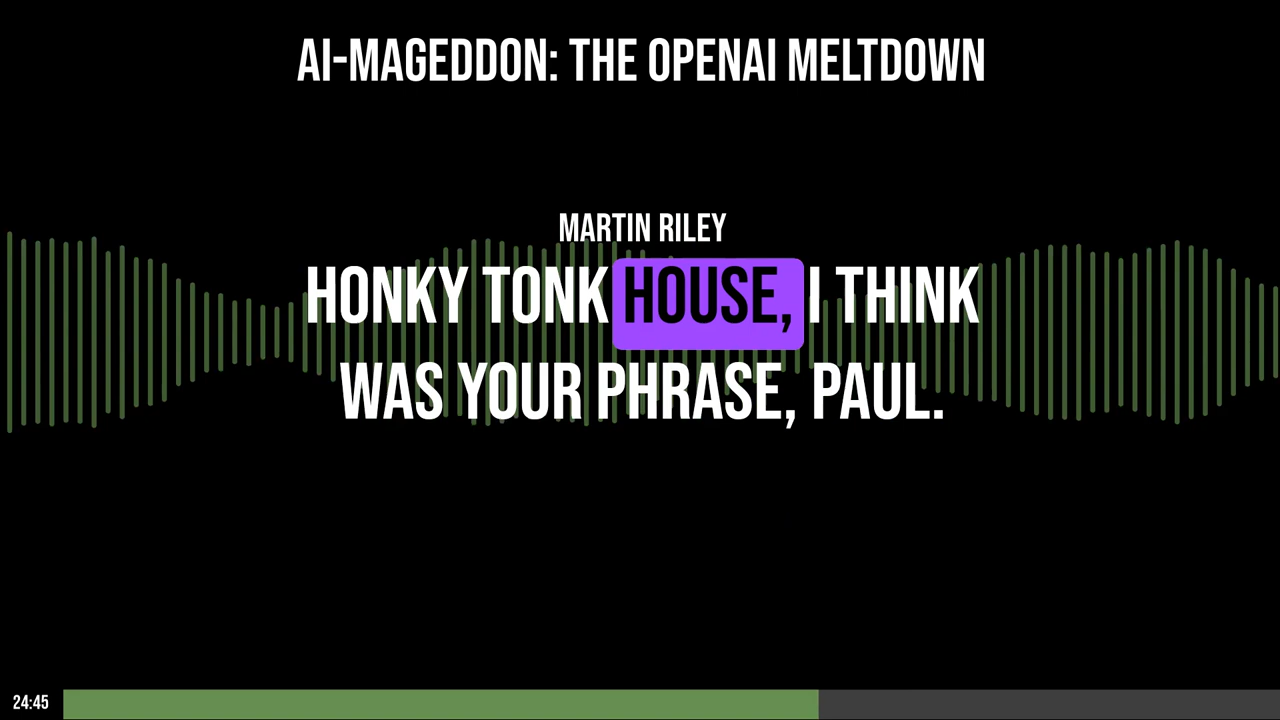 AI-MAGEDDON: THE OPENAI MELTDOWN
MARTIN RILEY
HONKY TONK HOUSE, I THINK
WAS YOUR PHRASE, PAUL.
24:45